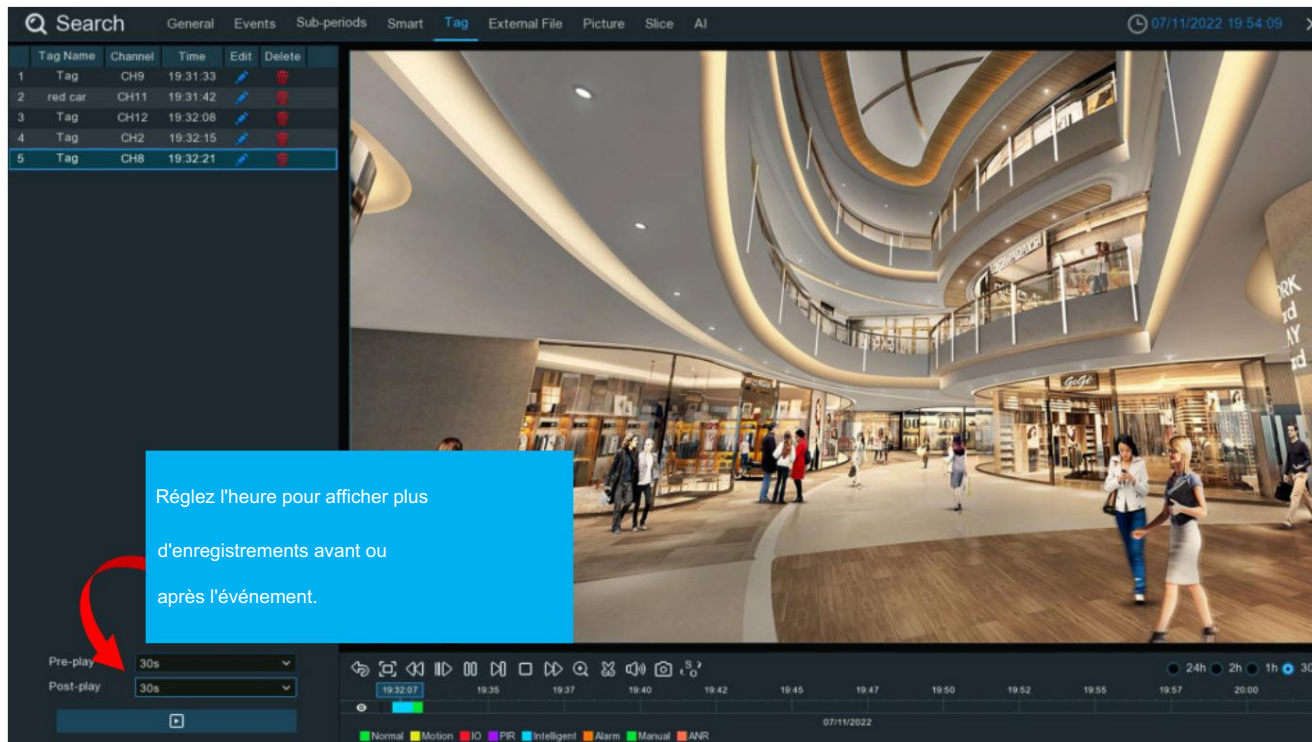 Search General Events Sub-periods Smart Tag External File Picture Slice AI 07/11/2022 19:54:09
Tag Name Channel Time Edit Delete
1 Tag CH9 19:31:33
2 red car CH11 19:31:42
3 Tag CH12 19:32:08
4 Tag CH2 19:32:15
5 Tag CH8 19:32:21
GeGe
Réglez l'heure pour afficher plus
d'enregistrements avant ou
après l'événement.
Pre-play 30s
Post-play 30s
24h 2h 1h 30
19:32:07 19:35 19:37 19:40 19:42 19:45 19:47 19:50 19:52 19:55 19:57 20:00
07/11/2022
Normal Motion IO PIR Intelligent Alarm Manual ANR